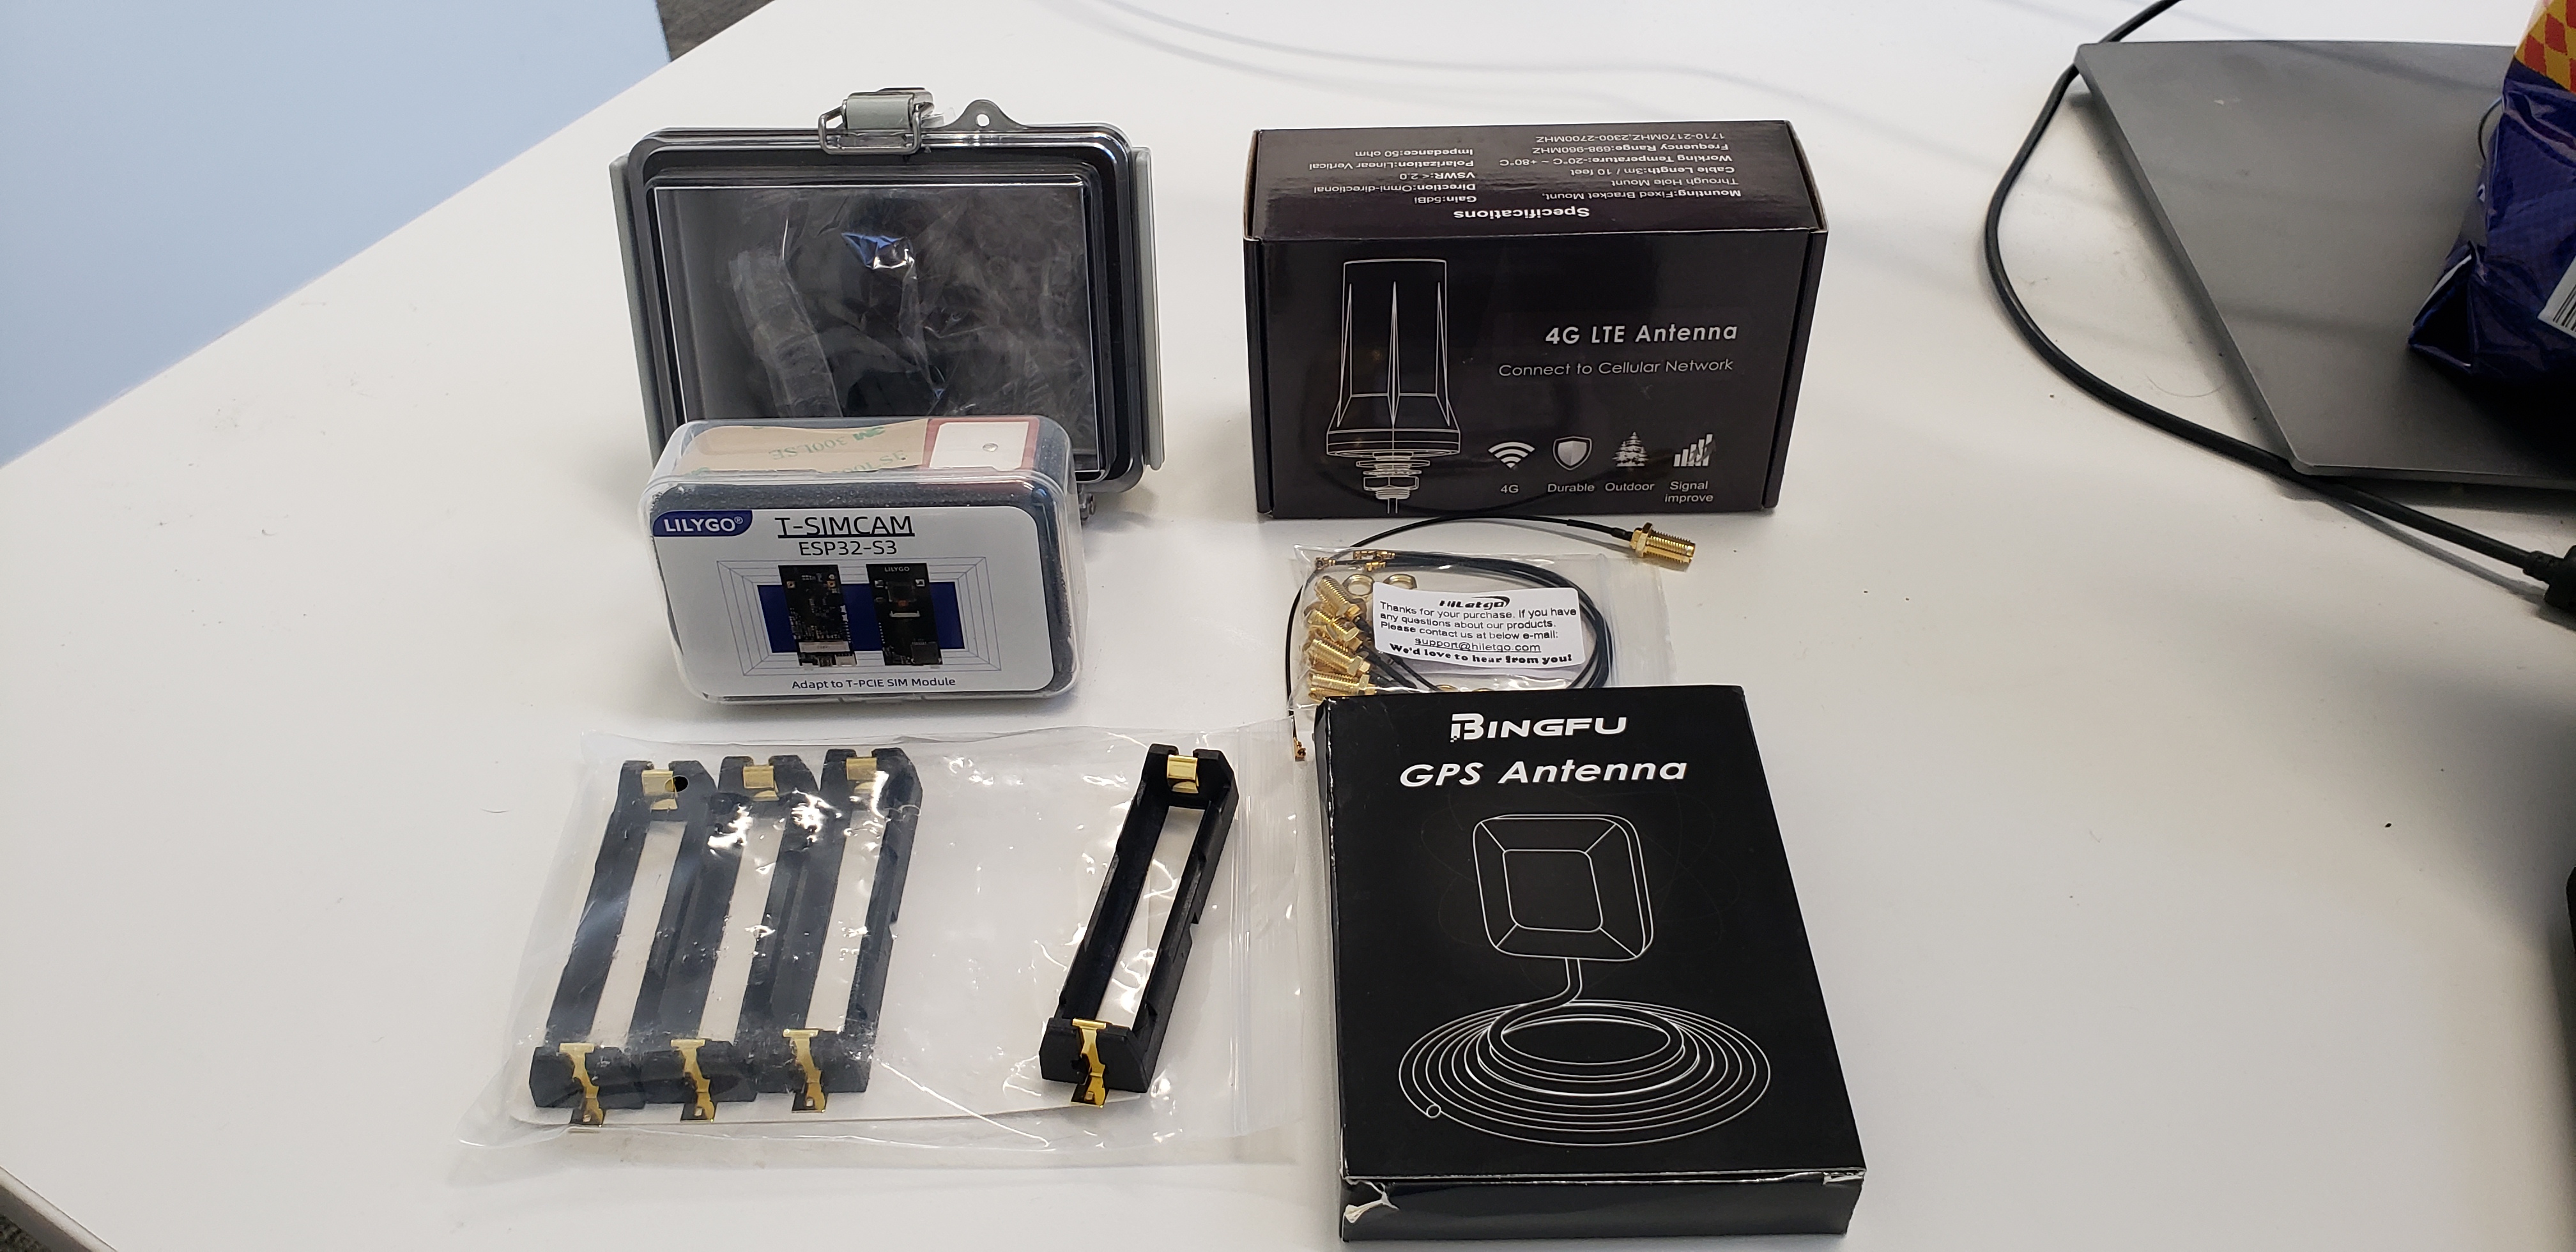 Specifications
Mounting:Fixed Bracket Mount,
Through Hole Mount
Cable Length:3m / 10 feet
Working Temperature:-20°C ~ +80°C
Frequency Range:698-960MHZ
1710-2170MHZ,2300-2700MHZ
Gain:5dBi
Direction:Omni-directional
VSWR:< 2.0
Polarization:Linear Vertical
Impedance:50 ohm
4G LTE Antenna
Connect to Cellular Network
4G
Durable
Outdoor
Signal
improve
3M 300LSE
LILYGO®
T-SIMCAM
ESP32-S3
LILYGO
Adapt to T-PCIE SIM Module
HiLetgo
Thanks for your purchase. If you have
any questions about our products.
Please contact us at below e-mail:
support@hiletgo.com
We'd love to hear from you!
BINGFU
GPS Antenna